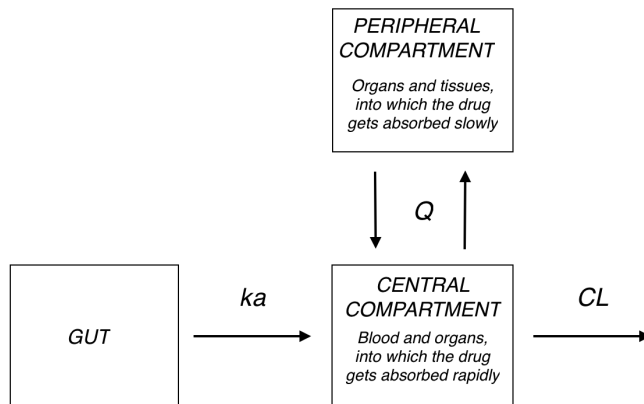 PERIPHERAL
COMPARTMENT
Organs and tissues,
into which the drug
gets absorbed slowly
Q
GUT
ka
CENTRAL
COMPARTMENT
Blood and organs,
into which the drug
gets absorbed rapidly
CL